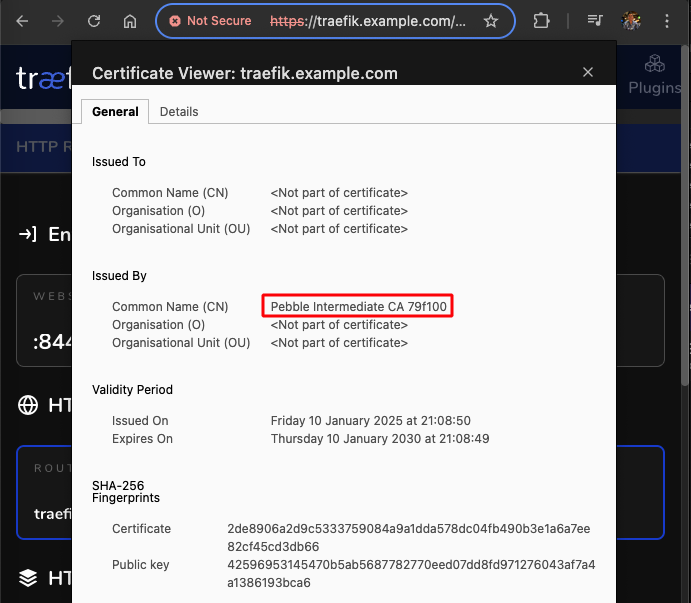 Not Secure https://traefik.example.com/...
træf
Certificate Viewer: traefik.example.com
Plugins
General Details
HTTP R
Issued To
Common Name (CN) <Not part of certificate>
Organisation (O) <Not part of certificate>
Organisational Unit (OU) <Not part of certificate>
En
Issued By
WEBS
Common Name (CN) Pebble Intermediate CA 79f100
Organisation (O) <Not part of certificate>
:844
Organisational Unit (OU) <Not part of certificate>
Validity Period
HT
Issued On Friday 10 January 2025 at 21:08:50
Expires On Thursday 10 January 2030 at 21:08:49
ROUT
SHA-256
Fingerprints
traefi
Certificate 2de8906a2d9c5333759084a9a1dda578dc04fb490b3e1a6a7ee
82cf45cd3db66
Public key 42596953145470b5ab5687782770eed07dd8fd971276043af7a4
a1386193bca6
HT